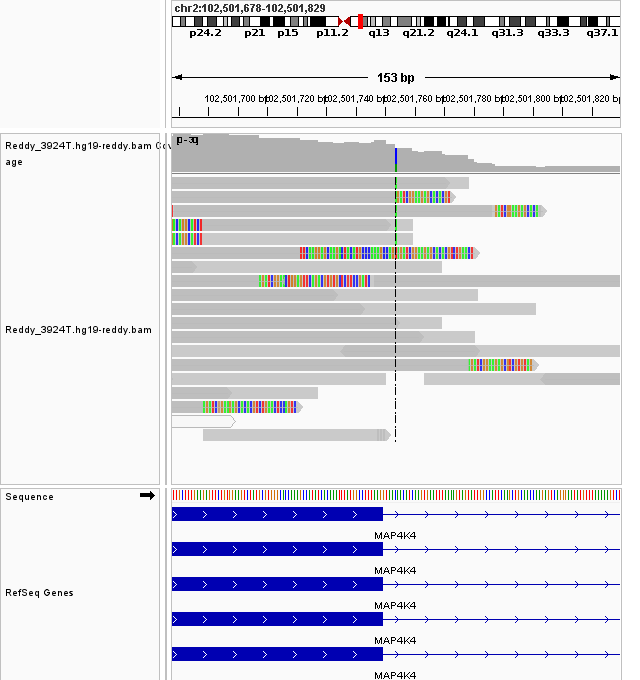 chr2:102,501,678-102,501,829
p24.2 p21 p15 p11.2 q13 q21.2 q24.1 q31.3 q33.3 q37.1
153 bp
102,501,700 bp 102,501,720 bp 102,501,740 bp 102,501,760 bp 102,501,780 bp 102,501,800 bp 102,501,820 bp
Reddy_3924T.hg19-reddy.bam Cov
age
Reddy_3924T.hg19-reddy.bam
Sequence
MAP4K4
MAP4K4
RefSeq Genes
MAP4K4
MAP4K4
MAP4K4